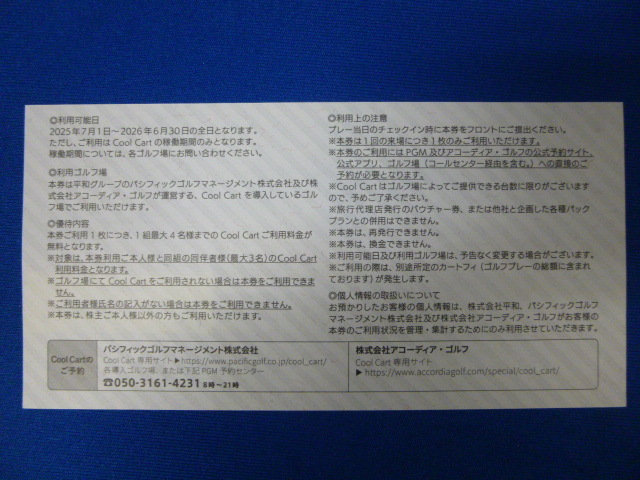 ◎利用可能日
2025年7月1日～2026年6月30日の全日となります。
ただし、ご利用は Cool Cart の稼働期間のみとなります。
稼働期間については、各ゴルフ場にお問い合わせください。
◎利用ゴルフ場
本券は平和グループのパシフィックゴルフマネージメント株式会社及び株
式会社アコーディア・ゴルフが運営する、Cool Cart を導入しているゴル
フ場でご利用いただけます。
◎優待内容
本券ご利用1枚につき、1組最大4名様までの Cool Cart ご利用料金が
無料となります。
※対象は、本券利用ご本人様と同組の同伴者様(最大3名)のCool Cart
利用料金となります。
※ゴルフ場にて Cool Cart をご利用されない場合は本券をご利用できま
せん。
※ご利用者様氏名の記入がない場合は本券をご利用できません。
※本券は、株主ご本人様以外の方もご利用いただけます。
◎利用上の注意
プレー当日のチェックイン時に本券をフロントにご提出ください。
※本券は1回の来場につき1枚のみご利用いただけます。
※本券のご利用には PGM 及びアコーディア・ゴルフの公式予約サイト、
公式アプリ、ゴルフ場（コールセンター経由を含む。）への直接のご
予約が必要となります。
※Cool Cart はゴルフ場によってご提供できる台数に限りがございます
ので、予めご了承ください。
※旅行代理店発行のバウチャー券、または他社と企画した各種パック
プランとの併用はできません。
※本券は、再発行できません。
※本券は、換金できません。
※利用可能日及び利用ゴルフ場は、予告なく変更する場合がございます。
※ご利用の際は、別途所定のカートフィ（ゴルフプレーの総額に含まれ
ております）が発生します。
◎個人情報の取扱いについて
お預かりしたお客様の個人情報は、株式会社平和、パシフィックゴルフ
マネージメント株式会社及び株式会社アコーディア・ゴルフがお客様の
本券のご利用状況を管理・集計するためにのみ利用させていただきます。
Cool Cartの
ご予約
パシフィックゴルフマネージメント株式会社
Cool Cart 専用サイト▶https://www.pacificgolf.co.jp/cool_cart/
各導入ゴルフ場、または下記 PGM 予約センター
☎050-3161-4231 8時～21時
株式会社アコーディア・ゴルフ
Cool Cart 専用サイト
▶ https://www.accordiagolf.com/special/cool_cart/